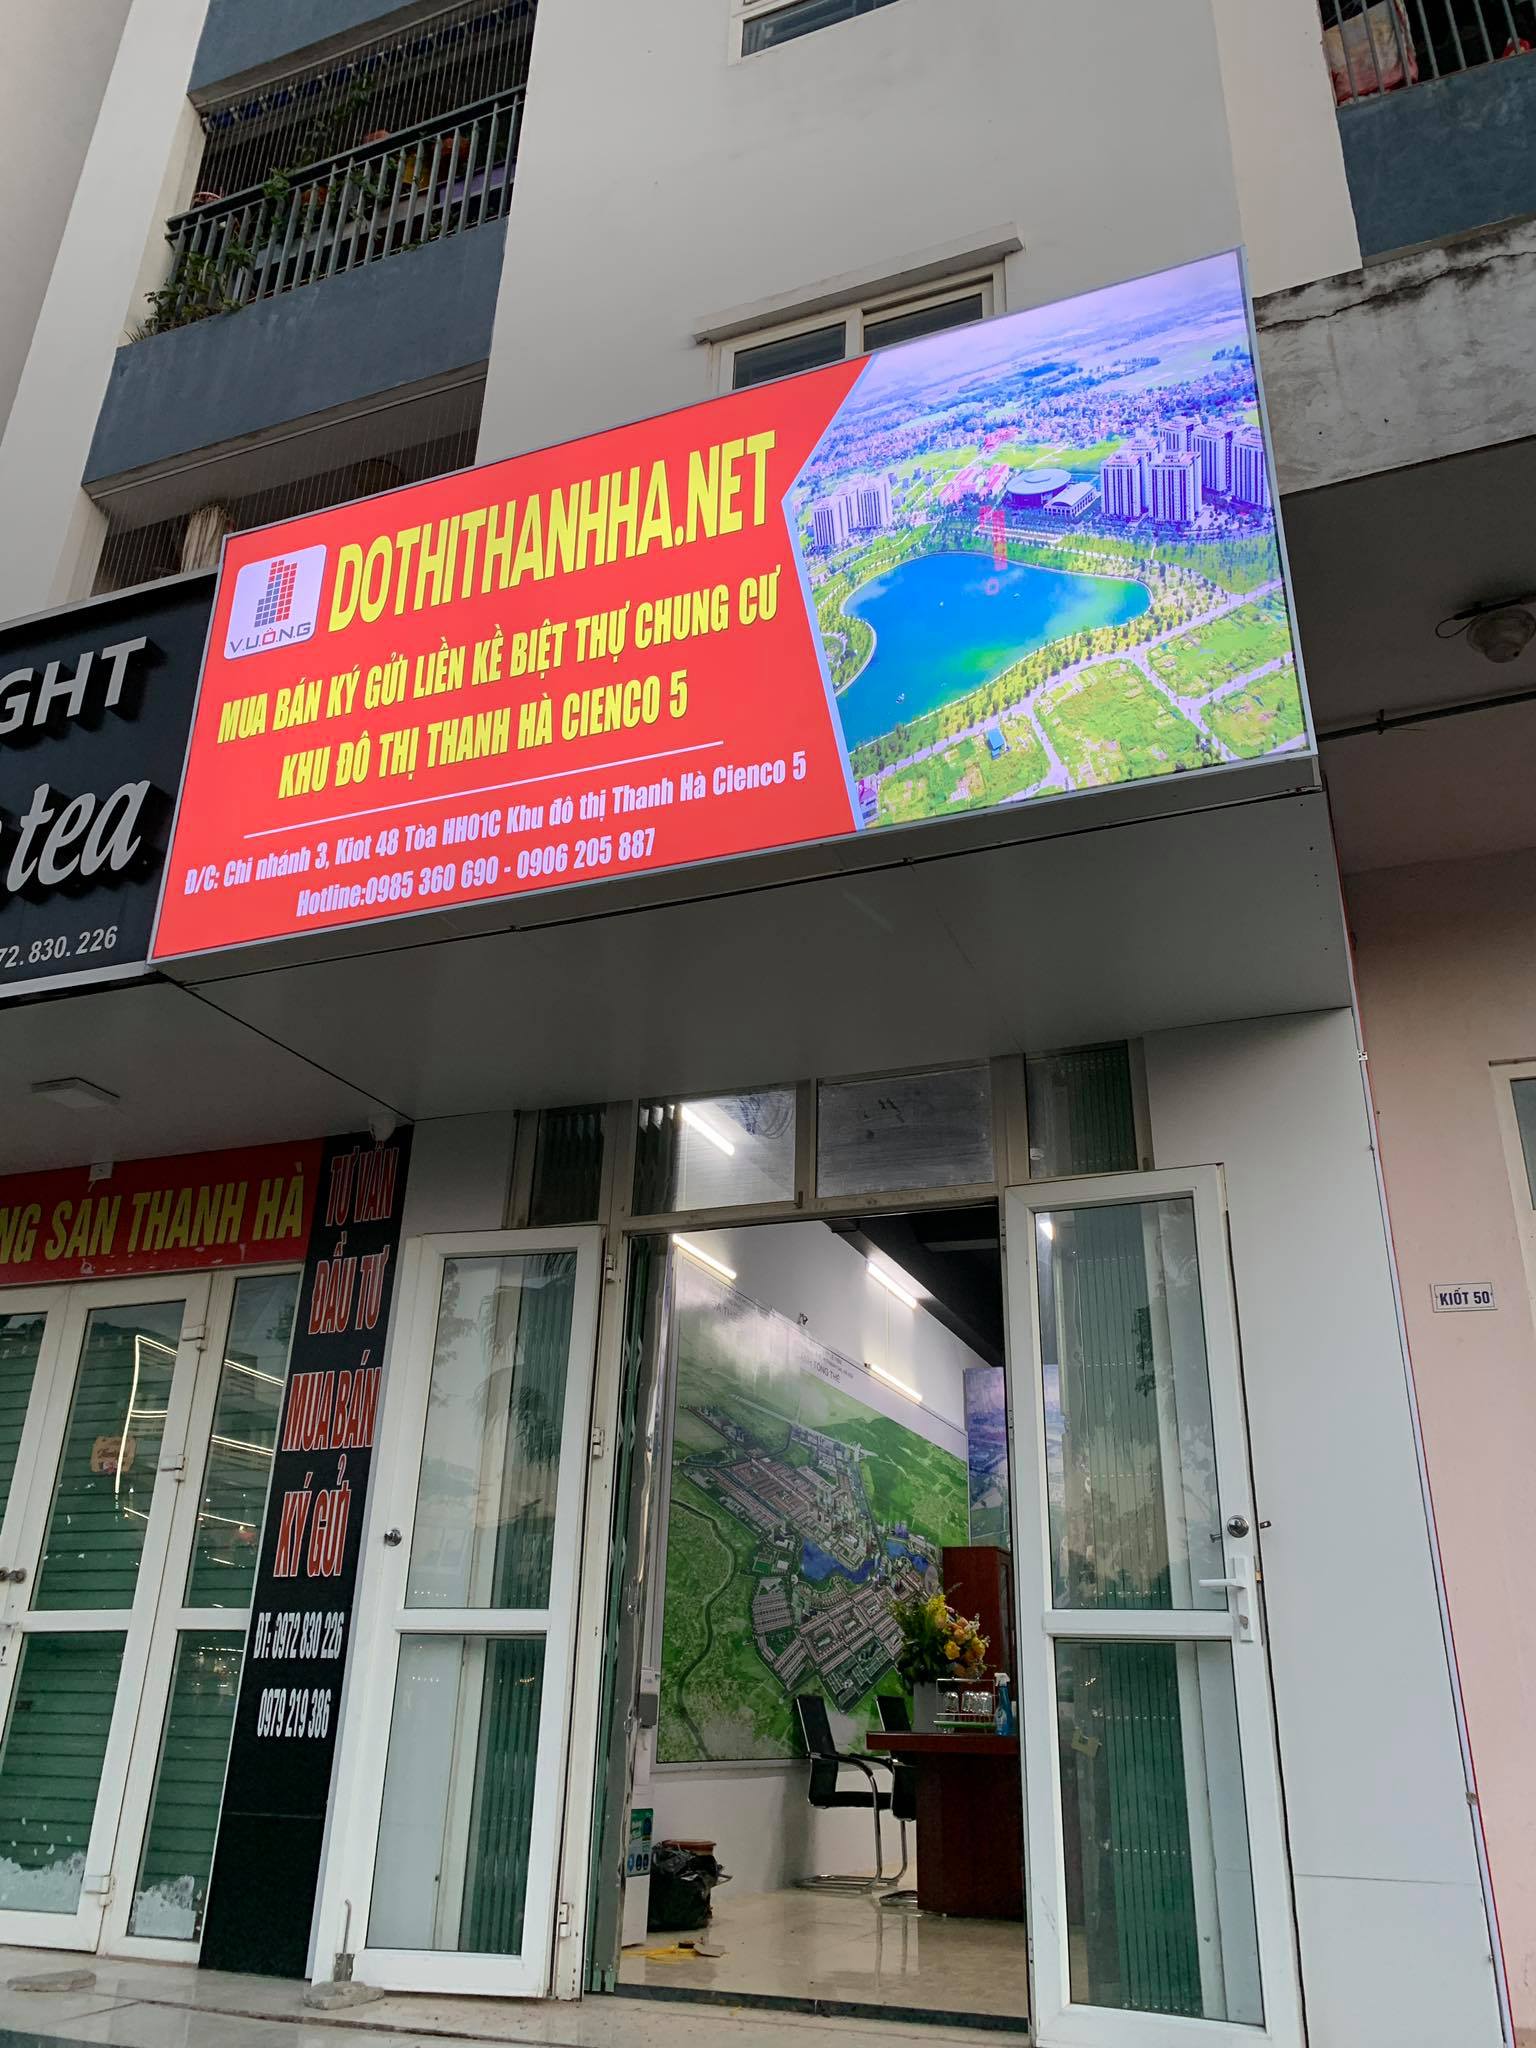 V.U.Ô.N.G
DOTHITHANHHA.NET
MUA BÁN KÝ GỬI LIỀN KỀ BIỆT THỰ CHUNG CƯ
KHU ĐÔ THỊ THANH HÀ CIENCO 5
Đ/C: Chi nhánh 3, Kiot 48 Tòa HH01C Khu đô thị Thanh Hà Cienco 5
Hotline:0985 360 690 - 0906 205 887
GHT
tea
72.830.226
NG SẢN THANH HÀ
TƯ VẤN
ĐẦU TƯ
MUA BÁN
KÝ GỬI
ĐT: 0972 830 226
0979 219 386
TỔNG THỂ
KIỐT 50